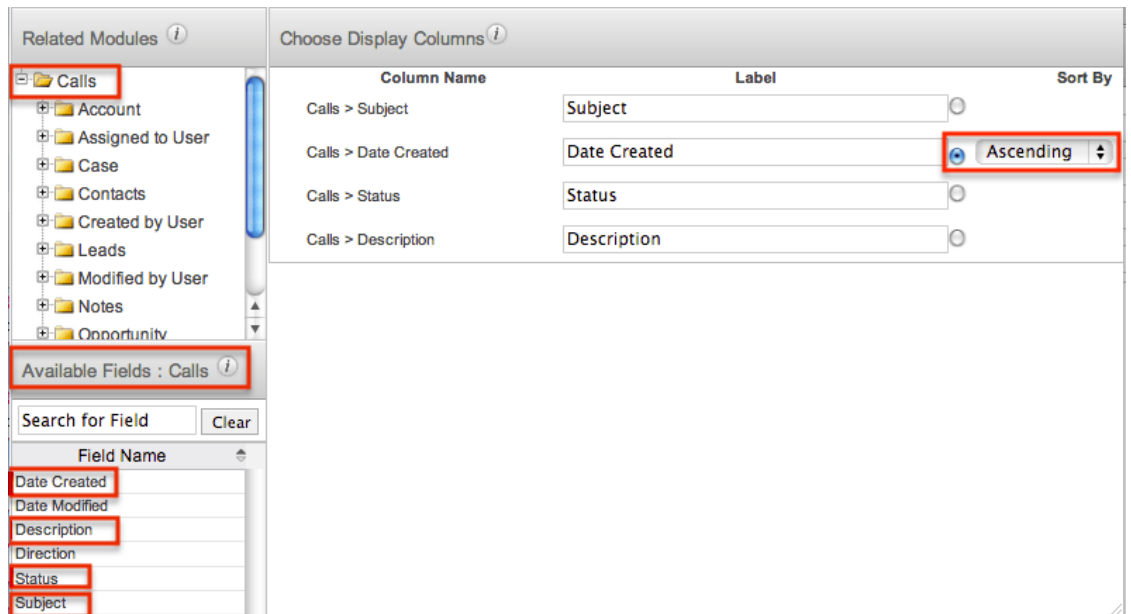 Related Modules i
Choose Display Columns i
Calls
Account
Assigned to User
Case
Contacts
Created by User
Leads
Modified by User
Notes
Opportunity
Column Name Label Sort By
Calls > Subject Subject
Calls > Date Created Date Created Ascending
Calls > Status Status
Calls > Description Description
Available Fields : Calls i
Search for Field Clear
Field Name
Date Created
Date Modified
Description
Direction
Status
Subject